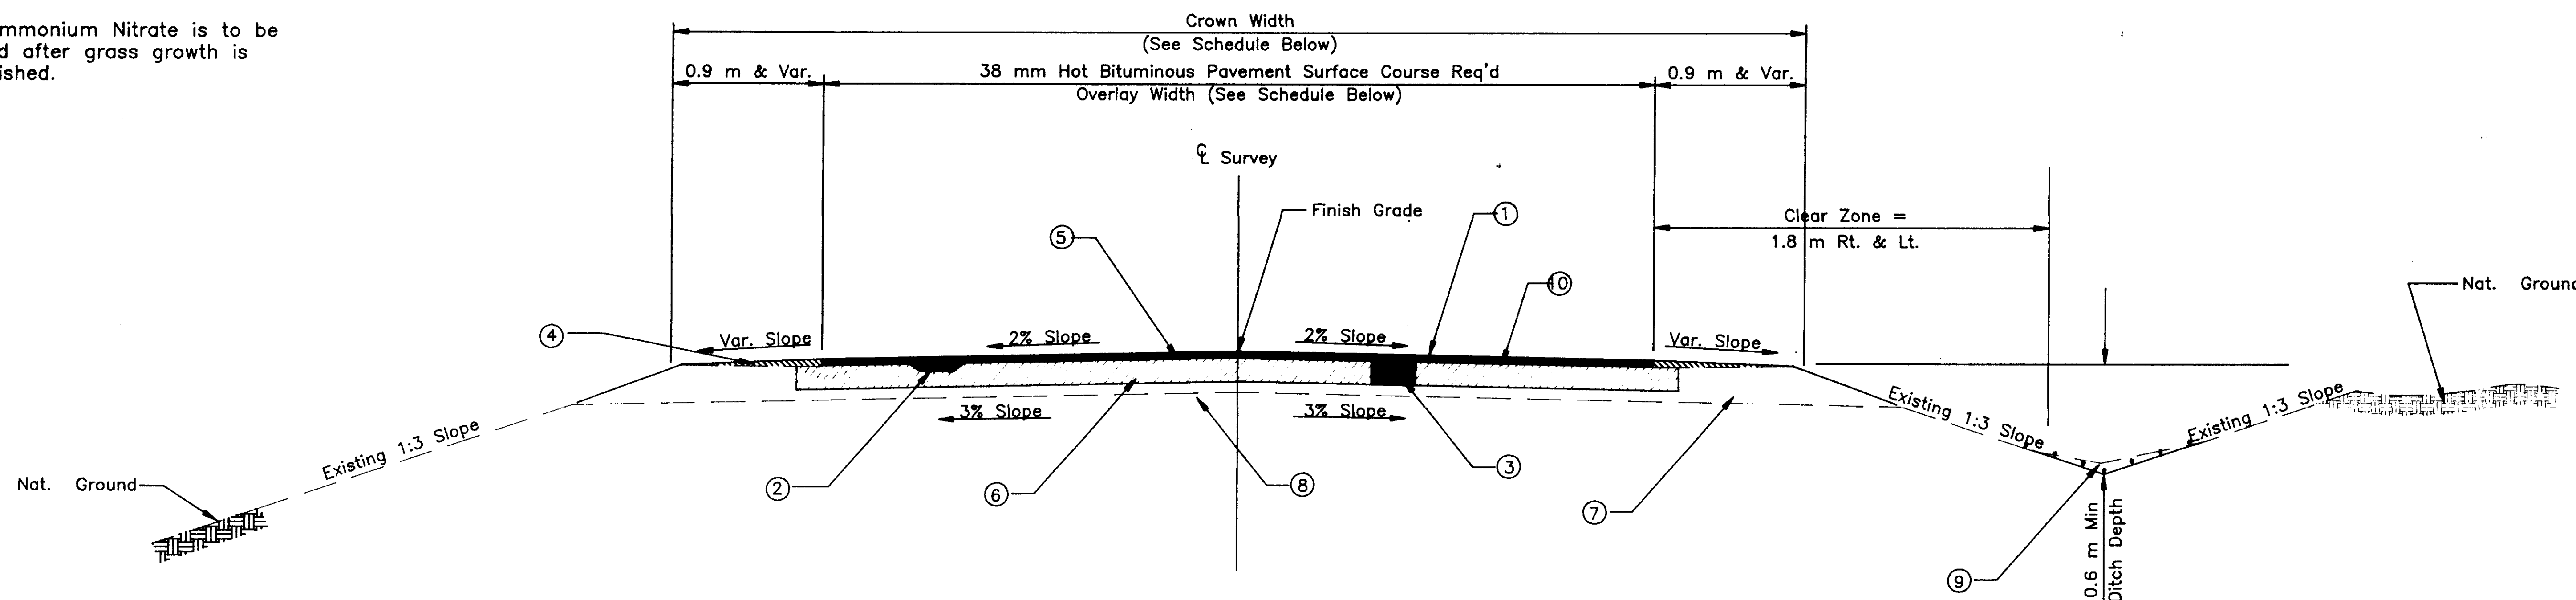 mmonium Nitrate is to be
d after grass growth is
ished.
Crown Width
(See Schedule Below)
0.9 m & Var.
38 mm Hot Bituminous Pavement Surface Course Req'd
0.9 m & Var.
Overlay Width (See Schedule Below)
℄ Survey
Finish Grade
1
5
Clear Zone =
1.8 m Rt. & Lt.
10
Nat. Ground
4
Var. Slope
2% Slope
2% Slope
Var. Slope
3% Slope
3% Slope
Existing 1:3 Slope
Existing 1:3 Slope
Existing 1:3 Slope
Nat. Ground
2
6
8
3
7
9
0.6 m Min
Ditch Depth